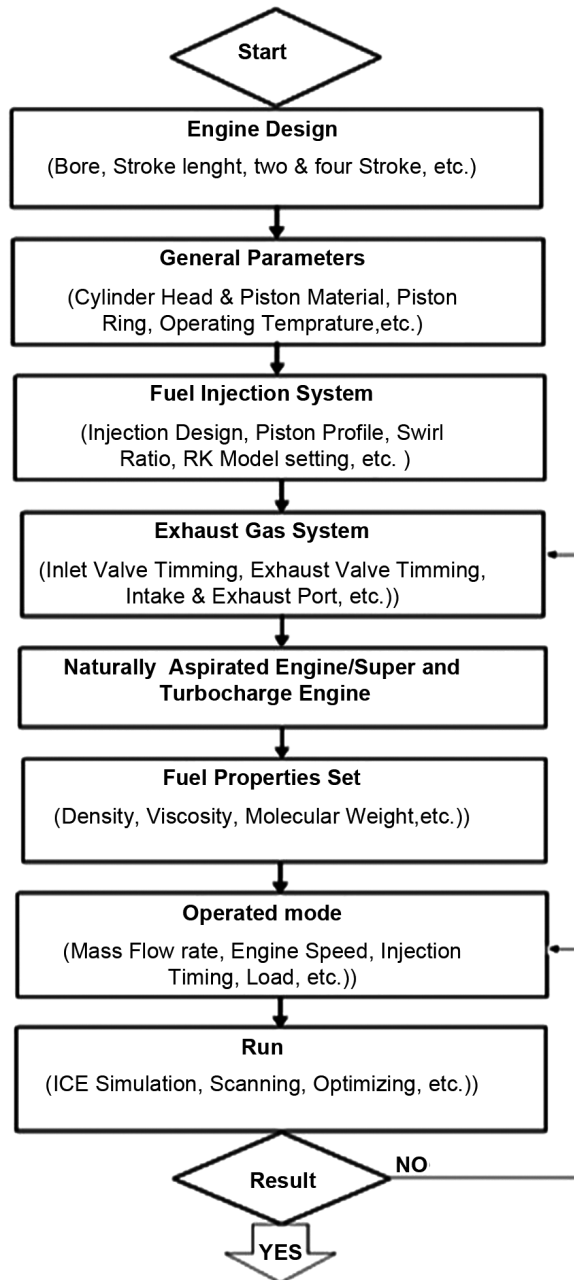 Start
Engine Design
(Bore, Stroke lenght, two & four Stroke, etc.)
General Parameters
(Cylinder Head & Piston Material, Piston
Ring, Operating Temprature,etc.)
Fuel Injection System
(Injection Design, Piston Profile, Swirl
Ratio, RK Model setting, etc. )
Exhaust Gas System
(Inlet Valve Timming, Exhaust Valve Timming,
Intake & Exhaust Port, etc.))
Naturally Aspirated Engine/Super and
Turbocharge Engine
Fuel Properties Set
(Density, Viscosity, Molecular Weight,etc.))
Operated mode
(Mass Flow rate, Engine Speed, Injection
Timing, Load, etc.))
Run
(ICE Simulation, Scanning, Optimizing, etc.))
NO
Result
YES